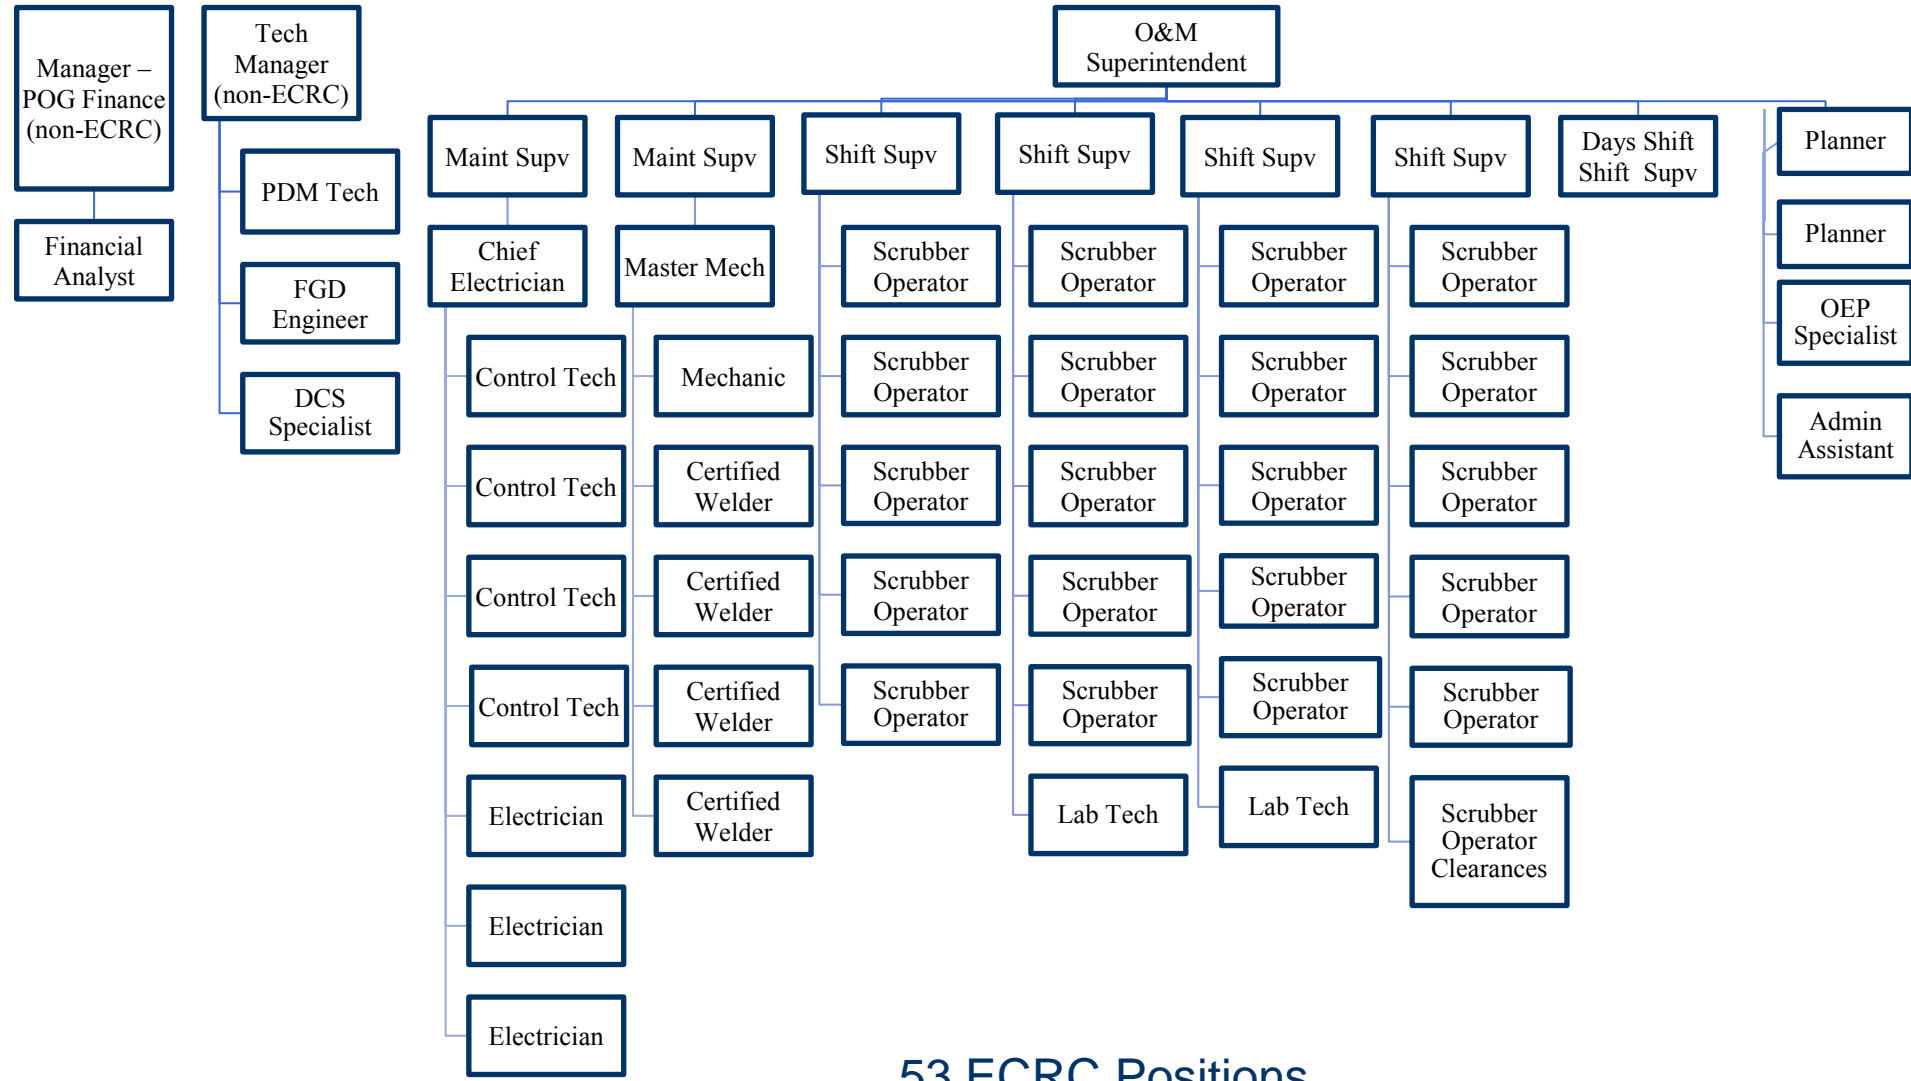 Manager –
POG Finance
(non-ECRC)
Financial
Analyst
Tech
Manager
(non-ECRC)
PDM Tech
FGD
Engineer
DCS
Specialist
O&M
Superintendent
Maint Supv
Chief
Electrician
Control Tech
Control Tech
Control Tech
Control Tech
Electrician
Electrician
Electrician
Maint Supv
Master Mech
Mechanic
Certified
Welder
Certified
Welder
Certified
Welder
Certified
Welder
Shift Supv
Scrubber
Operator
Scrubber
Operator
Scrubber
Operator
Scrubber
Operator
Scrubber
Operator
Shift Supv
Scrubber
Operator
Scrubber
Operator
Scrubber
Operator
Scrubber
Operator
Scrubber
Operator
Lab Tech
Shift Supv
Scrubber
Operator
Scrubber
Operator
Scrubber
Operator
Scrubber
Operator
Scrubber
Operator
Lab Tech
Shift Supv
Scrubber
Operator
Scrubber
Operator
Scrubber
Operator
Scrubber
Operator
Scrubber
Operator
Scrubber
Operator
Clearances
Days Shift
Shift Supv
Planner
Planner
OEP
Specialist
Admin
Assistant
53 ECRC Positions